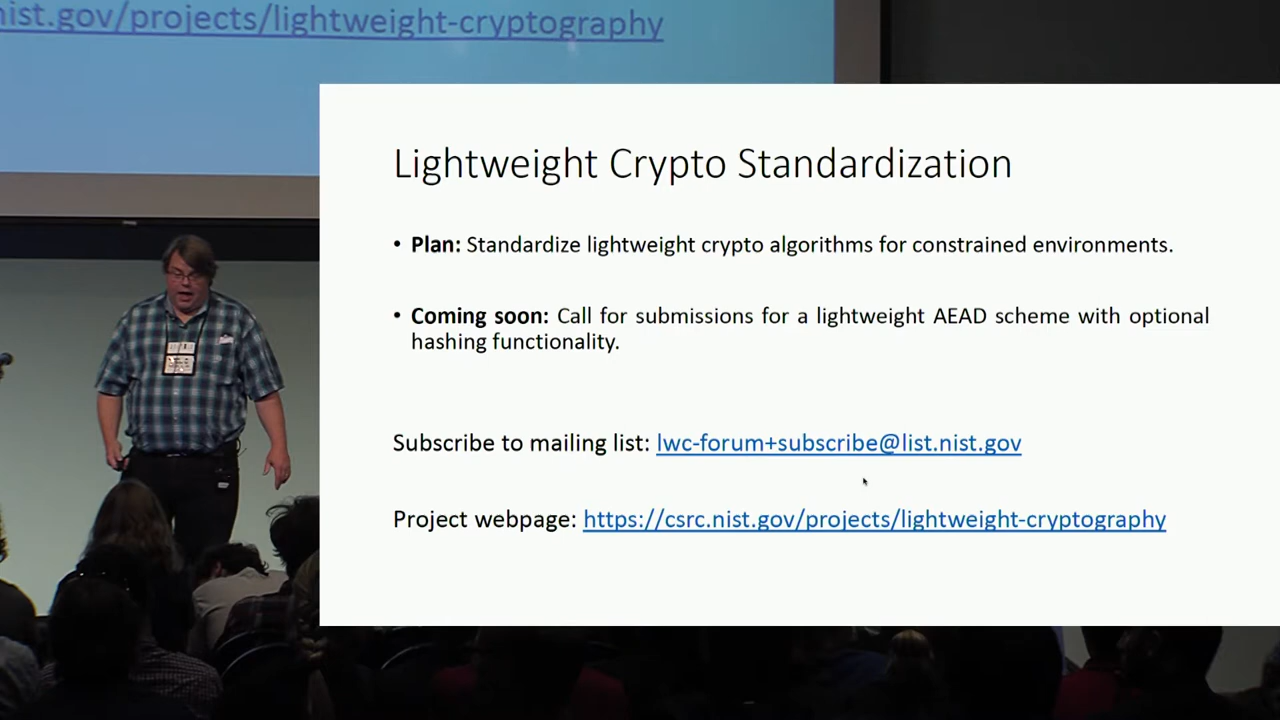 nist.gov/projects/lightweight-cryptography
Lightweight Crypto Standardization
• Plan: Standardize lightweight crypto algorithms for constrained environments.
• Coming soon: Call for submissions for a lightweight AEAD scheme with optional
hashing functionality.
Subscribe to mailing list: lwc-forum+subscribe@list.nist.gov
Project webpage: https://csrc.nist.gov/projects/lightweight-cryptography